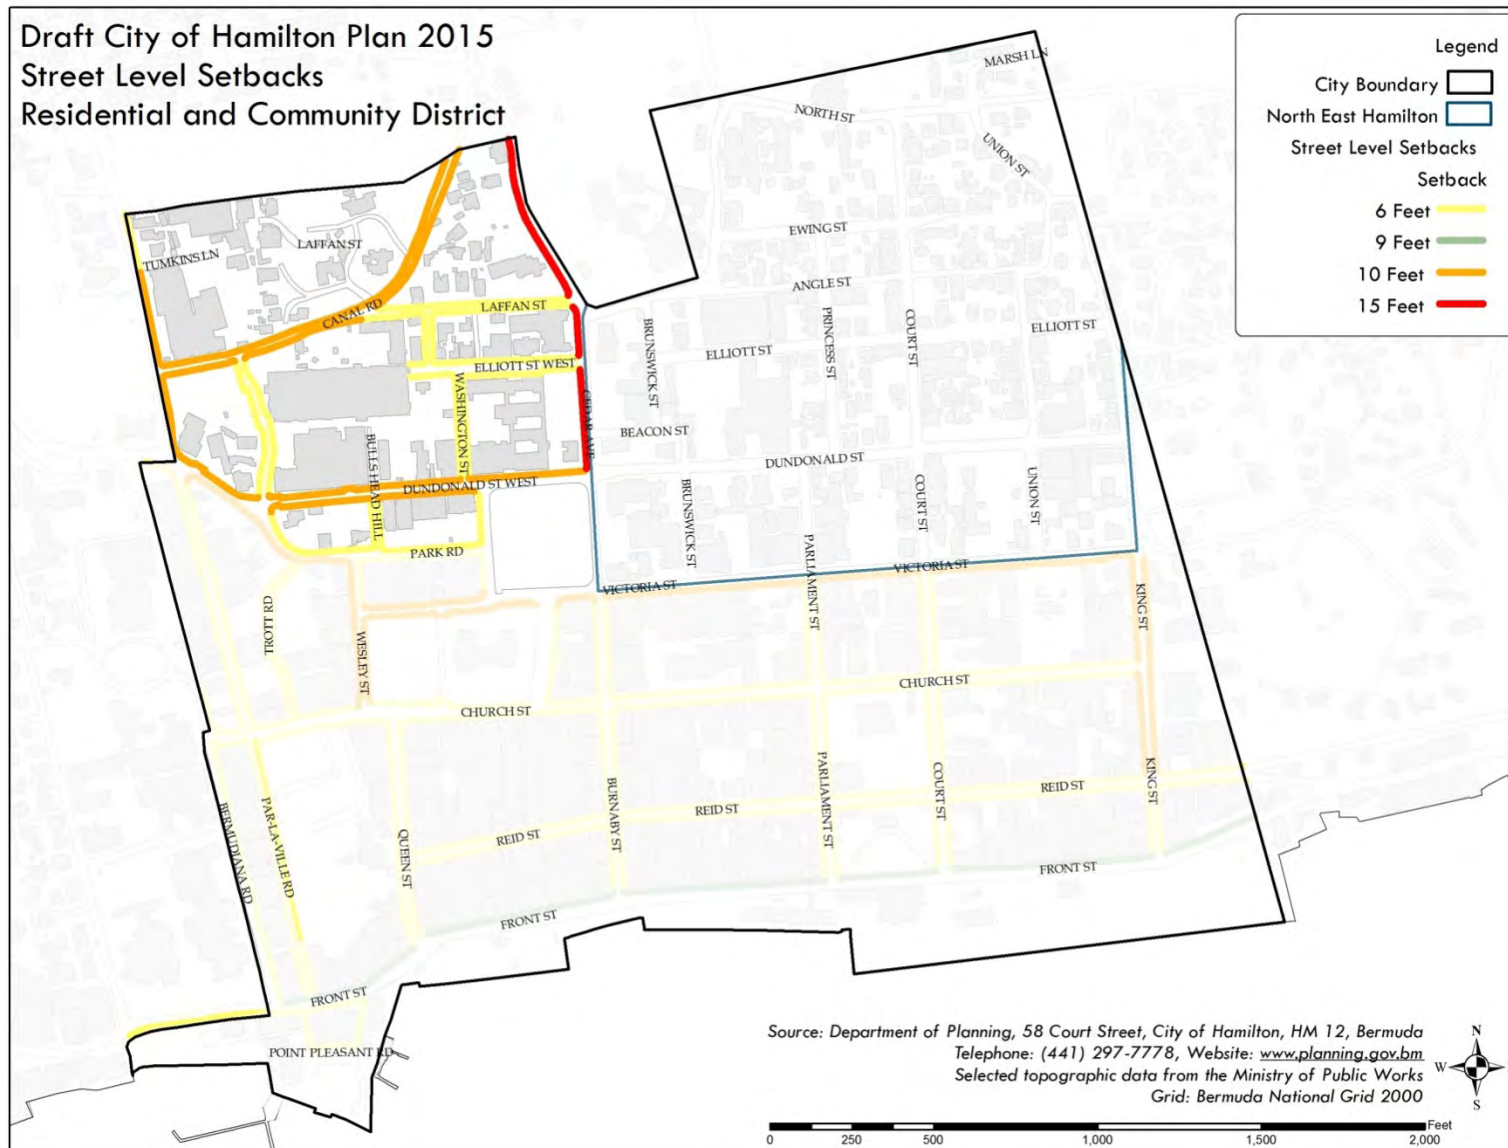 Draft City of Hamilton Plan 2015
Street Level Setbacks
Residential and Community District
Legend
City Boundary
North East Hamilton
Street Level Setbacks
Setback
6 Feet
9 Feet
10 Feet
15 Feet
MARSH LN
NORTH ST
UNION ST
EWING ST
LAFFAN ST
TUMKINS LN
ANGLE ST
CANAL RD
LAFFAN ST
BRUNSWICK ST
PRINCESS ST
COURT ST
ELLIOTT ST
ELLIOTT ST
ELLIOTT ST WEST
WASHINGTON ST
CEDAR AVE
BEACON ST
BULLS HEAD HILL
DUNDONALD ST
DUNDONALD ST WEST
BRUNSWICK ST
COURT ST
UNION ST
PARK RD
PARLIAMENT ST
VICTORIA ST
VICTORIA ST
KING ST
TROTT RD
WESLEY ST
CHURCH ST
CHURCH ST
BURNABY ST
PARLIAMENT ST
COURT ST
KING ST
REID ST
REID ST
REID ST
BERMUDIANA RD
PAR-LA-VILLE RD
QUEEN ST
FRONT ST
FRONT ST
FRONT ST
POINT PLEASANT RD
Source: Department of Planning, 58 Court Street, City of Hamilton, HM 12, Bermuda
Telephone: (441) 297-7778, Website: www.planning.gov.bm
Selected topographic data from the Ministry of Public Works
Grid: Bermuda National Grid 2000
N
W E
S
Feet
0 250 500 1,000 1,500 2,000